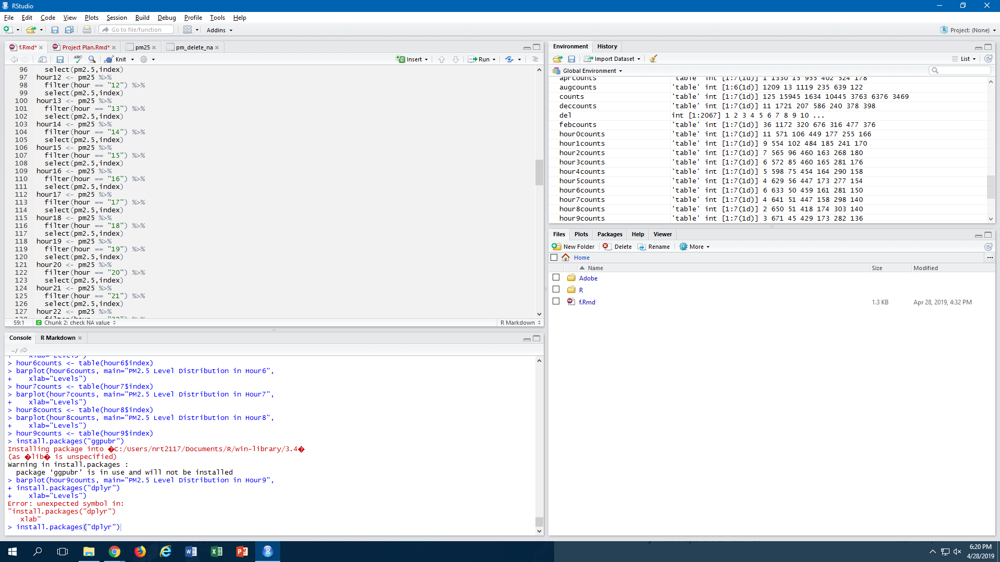 RStudio
File Edit Code View Plots Session Build Debug Profile Tools Help
Go to file/function Addins Project: (None)
f.Rmd* Project Plan.Rmd* pm25 pm_delete_na
ABC Knit Insert Run
96 select(pm2.5,index)
97 hour12 <- pm25 %>%
98 filter(hour == "12") %>%
99 select(pm2.5,index)
100 hour13 <- pm25 %>%
101 filter(hour == "13") %>%
102 select(pm2.5,index)
103 hour14 <- pm25 %>%
104 filter(hour == "14") %>%
105 select(pm2.5,index)
106 hour15 <- pm25 %>%
107 filter(hour == "15") %>%
108 select(pm2.5,index)
109 hour16 <- pm25 %>%
110 filter(hour == "16") %>%
111 select(pm2.5,index)
112 hour17 <- pm25 %>%
113 filter(hour == "17") %>%
114 select(pm2.5,index)
115 hour18 <- pm25 %>%
116 filter(hour == "18") %>%
117 select(pm2.5,index)
118 hour19 <- pm25 %>%
119 filter(hour == "19") %>%
120 select(pm2.5,index)
121 hour20 <- pm25 %>%
122 filter(hour == "20") %>%
123 select(pm2.5,index)
124 hour21 <- pm25 %>%
125 filter(hour == "21") %>%
126 select(pm2.5,index)
127 hour22 <- pm25 %>%
128 filter(hour == "22") %>%
59:1 Chunk 2: check NA value R Markdown
Console R Markdown
~/
+ xlab="Levels")
> hour6counts <- table(hour6$index)
> barplot(hour6counts, main="PM2.5 Level Distribution in Hour6",
+ xlab="Levels")
> hour7counts <- table(hour7$index)
> barplot(hour7counts, main="PM2.5 Level Distribution in Hour7",
+ xlab="Levels")
> hour8counts <- table(hour8$index)
> barplot(hour8counts, main="PM2.5 Level Distribution in Hour8",
+ xlab="Levels")
> hour9counts <- table(hour9$index)
> install.packages("ggpubr")
Installing package into �C:/Users/nrt2117/Documents/R/win-library/3.4�
(as �lib� is unspecified)
Warning in install.packages :
package ‘ggpubr’ is in use and will not be installed
> barplot(hour9counts, main="PM2.5 Level Distribution in Hour9",
+ install.packages("dplyr")
+ xlab="Levels")
Error: unexpected symbol in:
"install.packages("dplyr")
xlab"
> install.packages("dplyr")
Environment History
Import Dataset List
Global Environment
aprcounts 'table' int [1:7(1d)] 1 1330 15 955 402 524 178
augcounts 'table' int [1:6(1d)] 1209 13 1119 235 639 122
counts 'table' int [1:7(1d)] 125 15945 1634 10445 3763 6376 3469
deccounts 'table' int [1:7(1d)] 11 1721 207 586 240 378 398
del int [1:2067] 1 2 3 4 5 6 7 8 9 10 ...
febcounts 'table' int [1:7(1d)] 36 1172 320 676 316 477 376
hour0counts 'table' int [1:7(1d)] 11 571 106 449 177 255 166
hour1counts 'table' int [1:7(1d)] 9 554 102 484 185 241 170
hour2counts 'table' int [1:7(1d)] 7 565 96 460 163 268 180
hour3counts 'table' int [1:7(1d)] 6 572 85 460 165 281 176
hour4counts 'table' int [1:7(1d)] 5 598 75 454 164 290 158
hour5counts 'table' int [1:7(1d)] 4 629 56 447 173 277 154
hour6counts 'table' int [1:7(1d)] 6 633 50 459 161 281 150
hour7counts 'table' int [1:7(1d)] 4 641 51 447 158 298 140
hour8counts 'table' int [1:7(1d)] 2 650 51 418 174 303 140
hour9counts 'table' int [1:7(1d)] 3 671 45 429 173 282 136
Files Plots Packages Help Viewer
New Folder Delete Rename More
Home ...
Name Size Modified
Adobe
R
f.Rmd 1.3 KB Apr 28, 2019, 4:32 PM
6:20 PM
4/28/2019